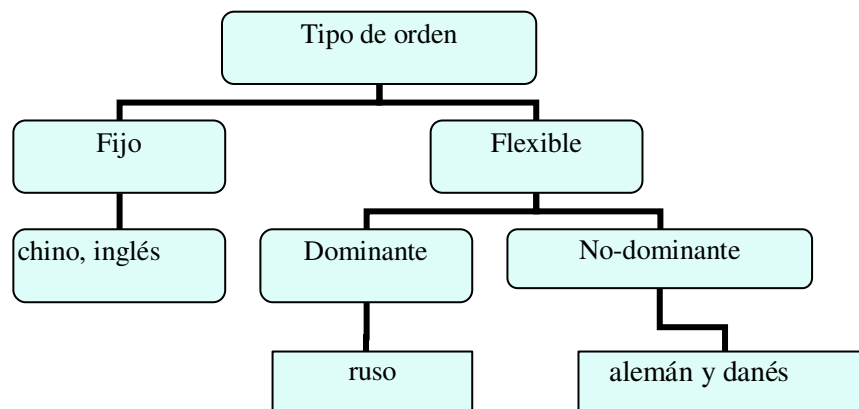 Tipo de orden
Fijo
Flexible
chino, inglés
Dominante
No-dominante
ruso
alemán y danés